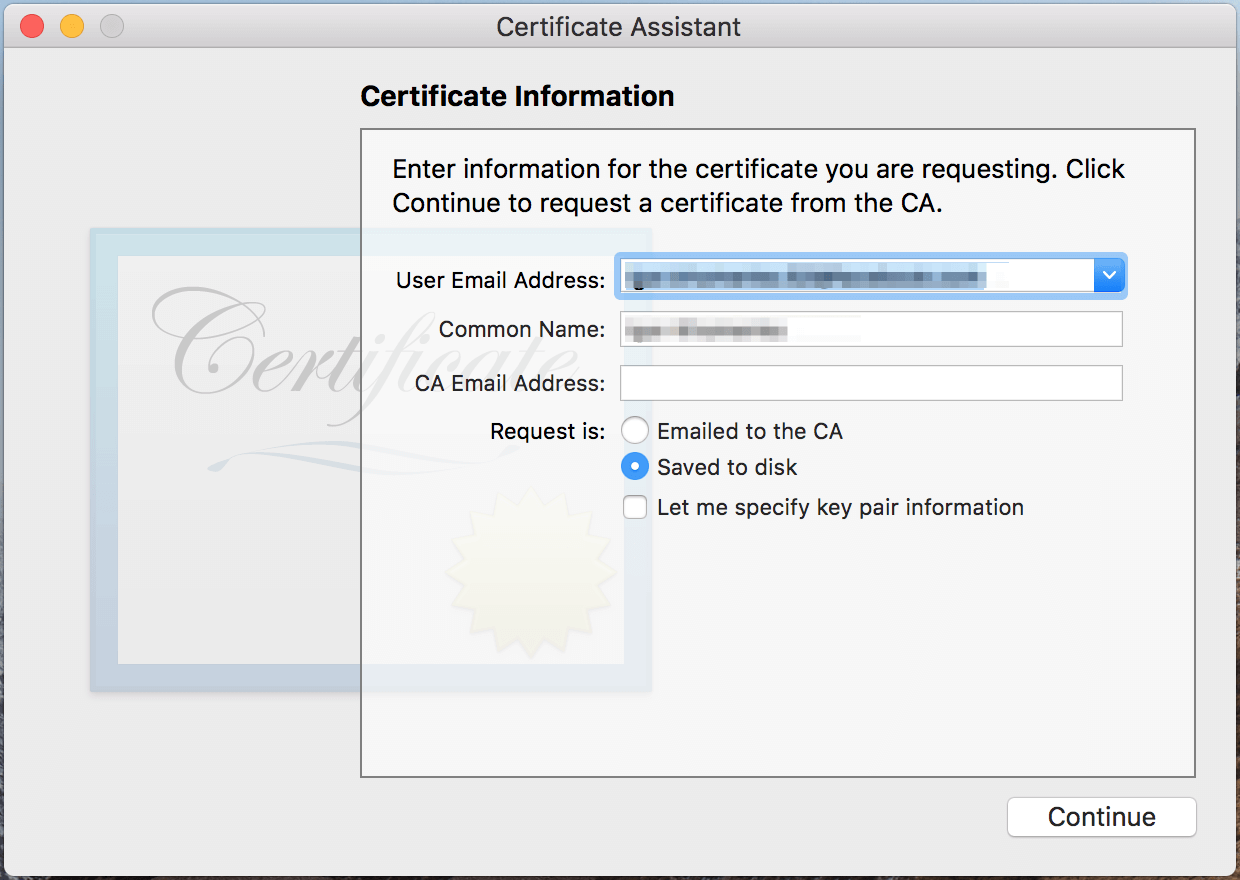 Certificate Assistant
Certificate Information
Enter information for the certificate you are requesting. Click
Continue to request a certificate from the CA.
Certificate
User Email Address:
Common Name:
CA Email Address:
Request is:
Emailed to the CA
Saved to disk
Let me specify key pair information
Continue